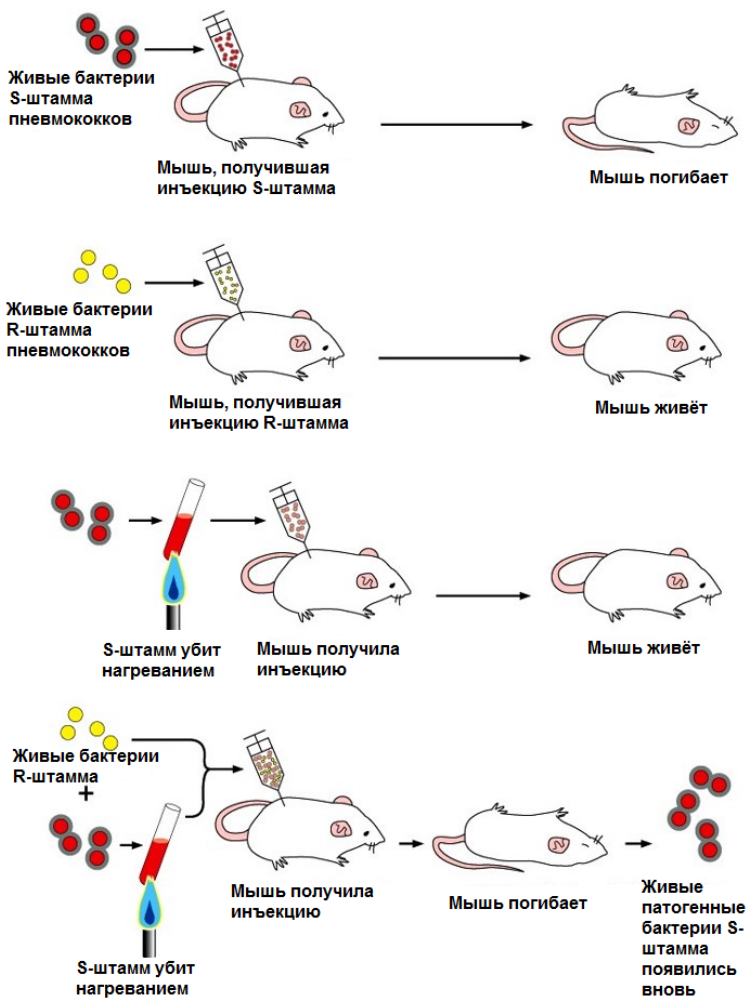 Живые бактерии
S-штамма
пневмококков
Мышь, получившая
инъекцию S-штамма
Мышь погибает
Живые бактерии
R-штамма
пневмококков
Мышь, получившая
инъекцию R-штамма
Мышь живёт
S-штамм убит
нагреванием
Мышь получила
инъекцию
Мышь живёт
Живые бактерии
R-штамма
+
S-штамм убит
нагреванием
Мышь получила
инъекцию
Мышь погибает
Живые
патогенные
бактерии S-
штамма
появились
вновь